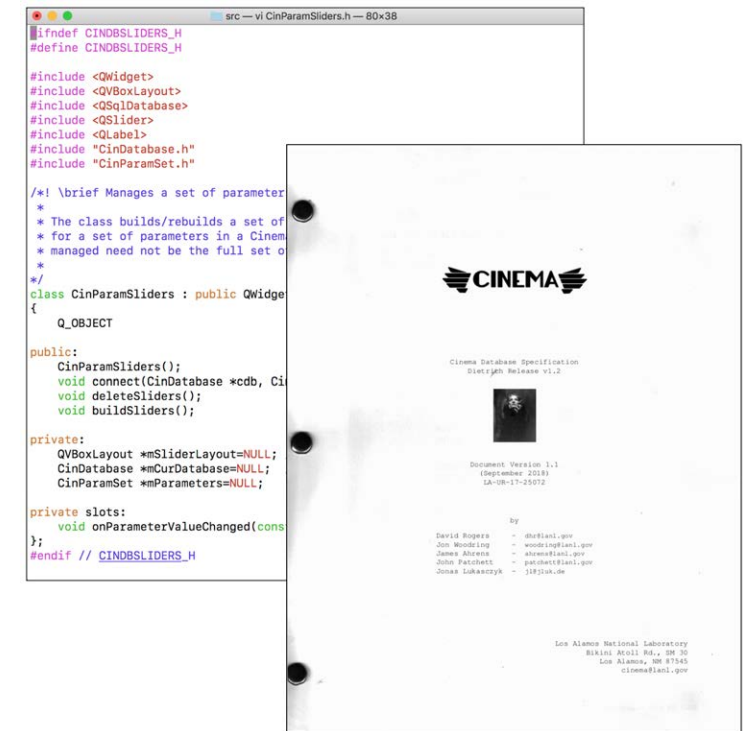 src — vi CinParamSliders.h — 80×38
#ifndef CINDBSLIDERS_H
#define CINDBSLIDERS_H
#include <QWidget>
#include <QVBoxLayout>
#include <QSqlDatabase>
#include <QSlider>
#include <QLabel>
#include "CinDatabase.h"
#include "CinParamSet.h"
/*! \brief Manages a set of parameter
*
* The class builds/rebuilds a set of
* for a set of parameters in a Cinem
* managed need not be the full set o
*
*/
class CinParamSliders : public QWidge
{
Q_OBJECT
public:
CinParamSliders();
void connect(CinDatabase *cdb, Ci
void deleteSliders();
void buildSliders();
private:
QVBoxLayout *mSliderLayout=NULL;
CinDatabase *mCurDatabase=NULL;
CinParamSet *mParameters=NULL;
private slots:
void onParameterValueChanged(cons
};
#endif // CINDBSLIDERS_H
CINEMA
Cinema Database Specification
Dietrich Release v1.2
Document Version 1.1
(September 2018)
LA-UR-17-25072
by
David Rogers - dhr@lanl.gov
Jon Woodring - woodring@lanl.gov
James Ahrens - ahrens@lanl.gov
John Patchett - patchett@lanl.gov
Jonas Lukasczyk - jl@jluk.de
Los Alamos National Laboratory
Bikini Atoll Rd., SM 30
Los Alamos, NM 87545
cinema@lanl.gov